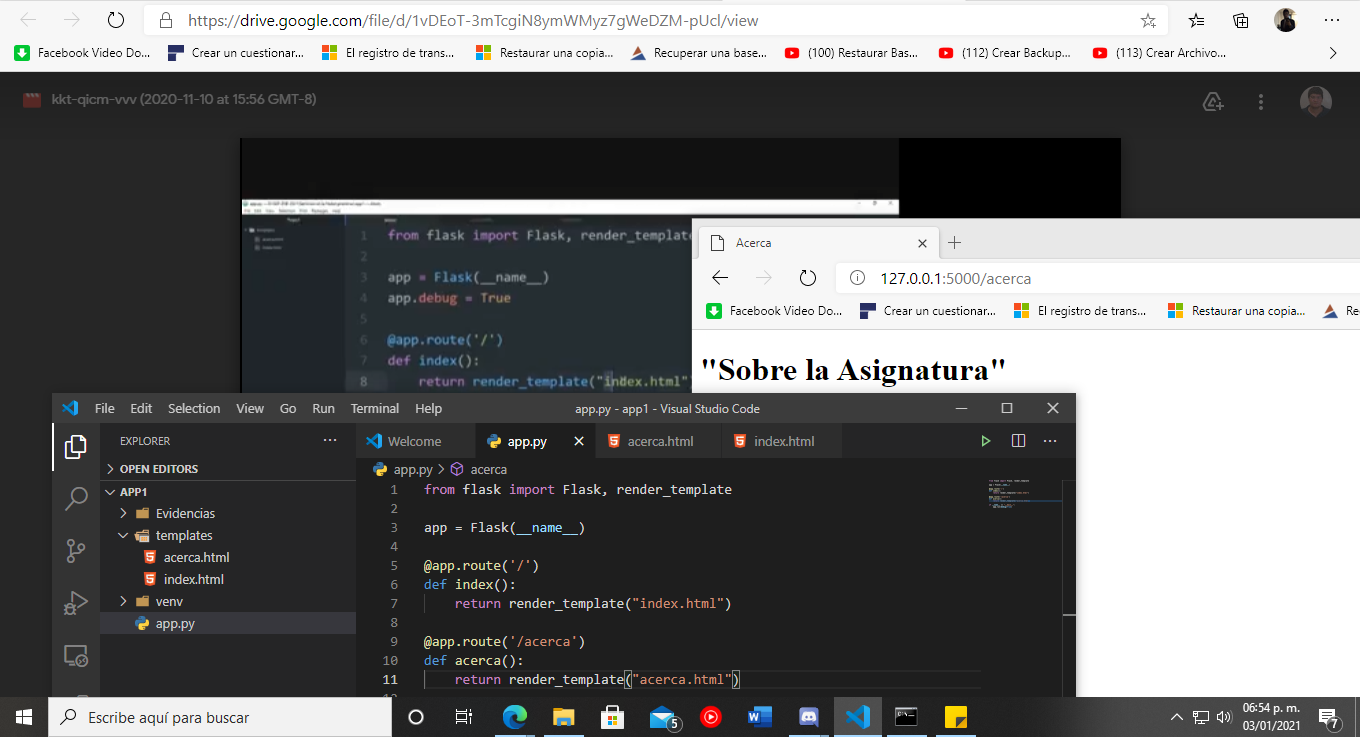 https://drive.google.com/file/d/1vDEoT-3mTcgiN8ymWMyz7gWeDZM-pUcl/view
Facebook Video Do... Crear un cuestionar... El registro de trans... Restaurar una copia... Recuperar una base... (100) Restaurar Bas... (112) Crear Backup... (113) Crear Archivo...
kkt-qicm-vvv (2020-11-10 at 15:56 GMT-8)
1 from flask import Flask, render_template
2
3 app = Flask(__name__)
4 app.debug = True
5
6 @app.route('/')
7 def index():
8 return render_template("index.html")
Acerca
127.0.0.1:5000/acerca
Facebook Video Do... Crear un cuestionar... El registro de trans... Restaurar una copia... Re
"Sobre la Asignatura"
File Edit Selection View Go Run Terminal Help app.py - app1 - Visual Studio Code
EXPLORER ...
OPEN EDITORS
APP1
Evidencias
templates
acerca.html
index.html
venv
app.py
Welcome app.py acerca.html index.html
app.py > acerca
1 from flask import Flask, render_template
2
3 app = Flask(__name__)
4
5 @app.route('/')
6 def index():
7 return render_template("index.html")
8
9 @app.route('/acerca')
10 def acerca():
11 return render_template("acerca.html")
12
Escribe aquí para buscar
5
06:54 p. m.
03/01/2021
7